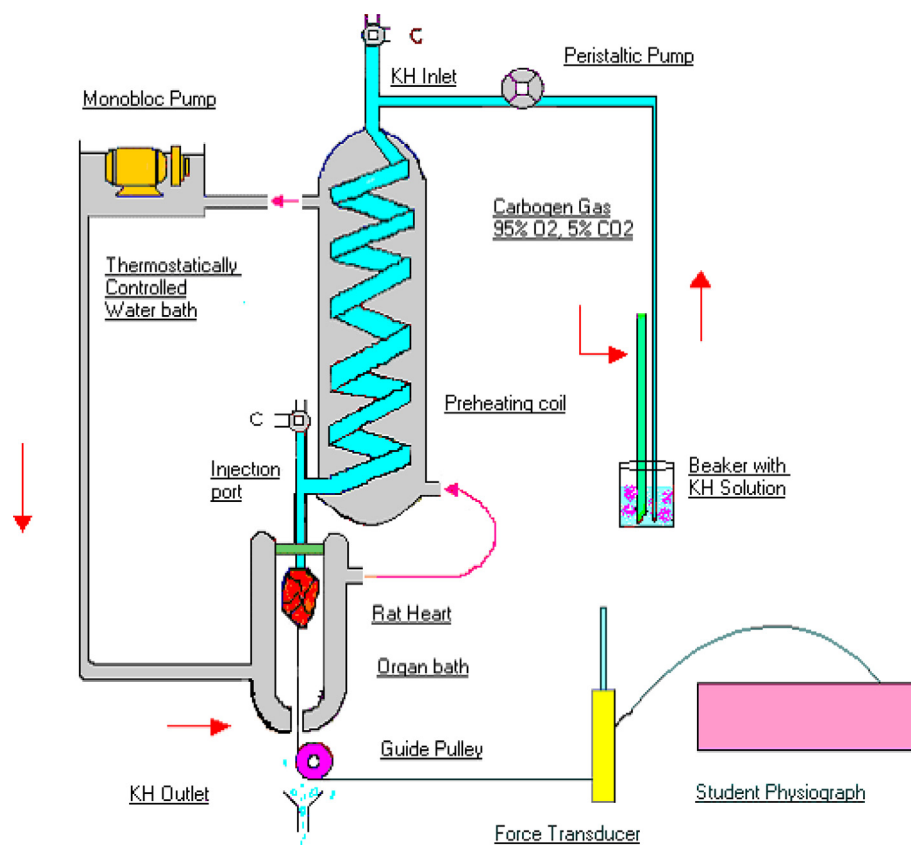 C
Peristaltic Pump
KH Inlet
Monobloc Pump
Carbogen Gas
95% O2, 5% CO2
Thermostatically
Controlled
Water bath
Preheating coil
C
Injection
port
Beaker with
KH Solution
Rat Heart
Organ bath
Guide Pulley
KH Outlet
Student Physiograph
Force Transducer